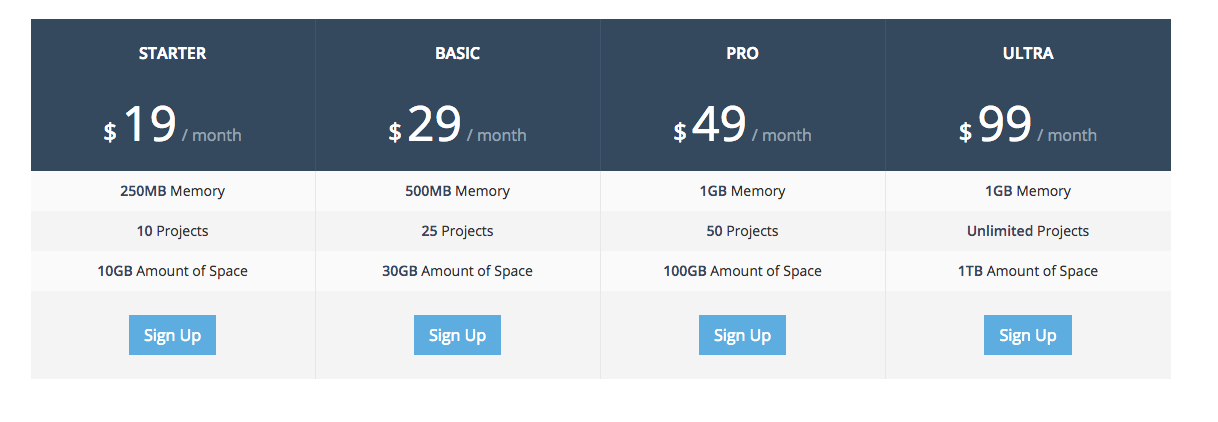 STARTER
$ 19 / month
250MB Memory
10 Projects
10GB Amount of Space
Sign Up
BASIC
$ 29 / month
500MB Memory
25 Projects
30GB Amount of Space
Sign Up
PRO
$ 49 / month
1GB Memory
50 Projects
100GB Amount of Space
Sign Up
ULTRA
$ 99 / month
1GB Memory
Unlimited Projects
1TB Amount of Space
Sign Up